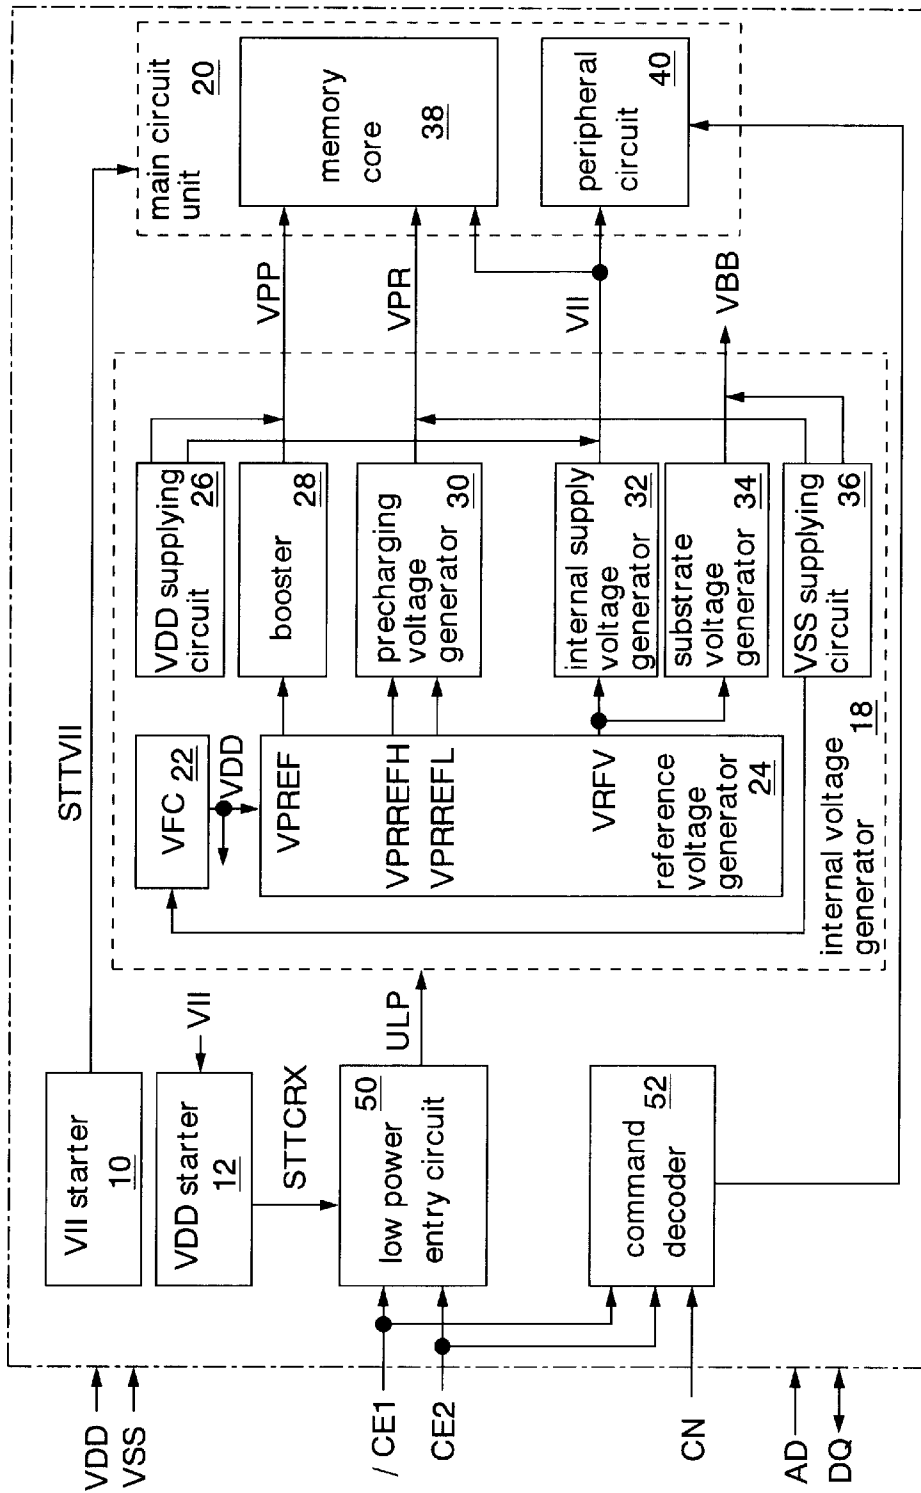 VDD
VSS
/ CE1
CE2
CN
AD
DQ
VII starter
10
VDD starter
12
VII
STTCRX
low power
entry circuit
50
ULP
command
decoder
52
STTVII
VFC 22
VDD
VPREF
VPRREFH
VPRREFL
VRFV
reference
voltage
generator
24
internal voltage
generator
18
VDD supplying
circuit
26
booster
28
precharging
voltage
generator
30
internal supply
voltage
generator
32
substrate
voltage
generator
34
VSS supplying
circuit
36
VPP
VPR
VII
VBB
main circuit
unit
20
memory
core
38
peripheral
circuit
40